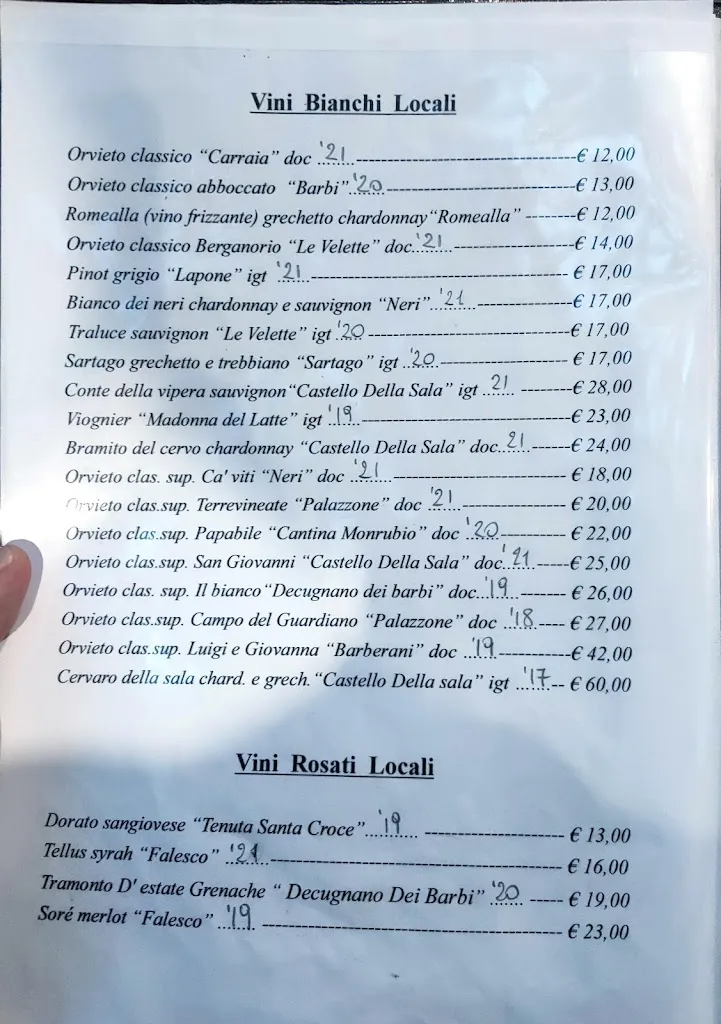 Vini Bianchi Locali
Orvieto classico "Carraia" doc '21 € 12,00
Orvieto classico abboccato "Barbi" '20 € 13,00
Romealla (vino frizzante) grechetto chardonnay "Romealla" € 12,00
Orvieto classico Berganorio "Le Velette" doc '21 € 14,00
Pinot grigio "Lapone" igt '21 € 17,00
Bianco dei neri chardonnay e sauvignon "Neri" '21 € 17,00
Traluce sauvignon "Le Velette" igt '20 € 17,00
Sartago grechetto e trebbiano "Sartago" igt '20 € 17,00
Conte della vipera sauvignon "Castello Della Sala" igt 21 € 28,00
Viognier "Madonna del Latte" igt '19 € 23,00
Bramito del cervo chardonnay "Castello Della Sala" doc 21 € 24,00
Orvieto clas. sup. Ca' viti "Neri" doc '21 € 18,00
Orvieto clas.sup. Terrevineate "Palazzone" doc '21 € 20,00
Orvieto clas.sup. Papabile "Cantina Monrubio" doc '20 € 22,00
Orvieto clas.sup. San Giovanni "Castello Della Sala" doc '21 € 25,00
Orvieto clas. sup. Il bianco "Decugnano dei barbi" doc '19 € 26,00
Orvieto clas.sup. Campo del Guardiano "Palazzone" doc '18 € 27,00
Orvieto clas.sup. Luigi e Giovanna "Barberani" doc '19 € 42,00
Cervaro della sala chard. e grech. "Castello Della sala" igt '17 € 60,00
Vini Rosati Locali
Dorato sangiovese "Tenuta Santa Croce" '19 € 13,00
Tellus syrah "Falesco" '21 € 16,00
Tramonto D' estate Grenache " Decugnano Dei Barbi" '20 € 19,00
Soré merlot "Falesco" '19 € 23,00